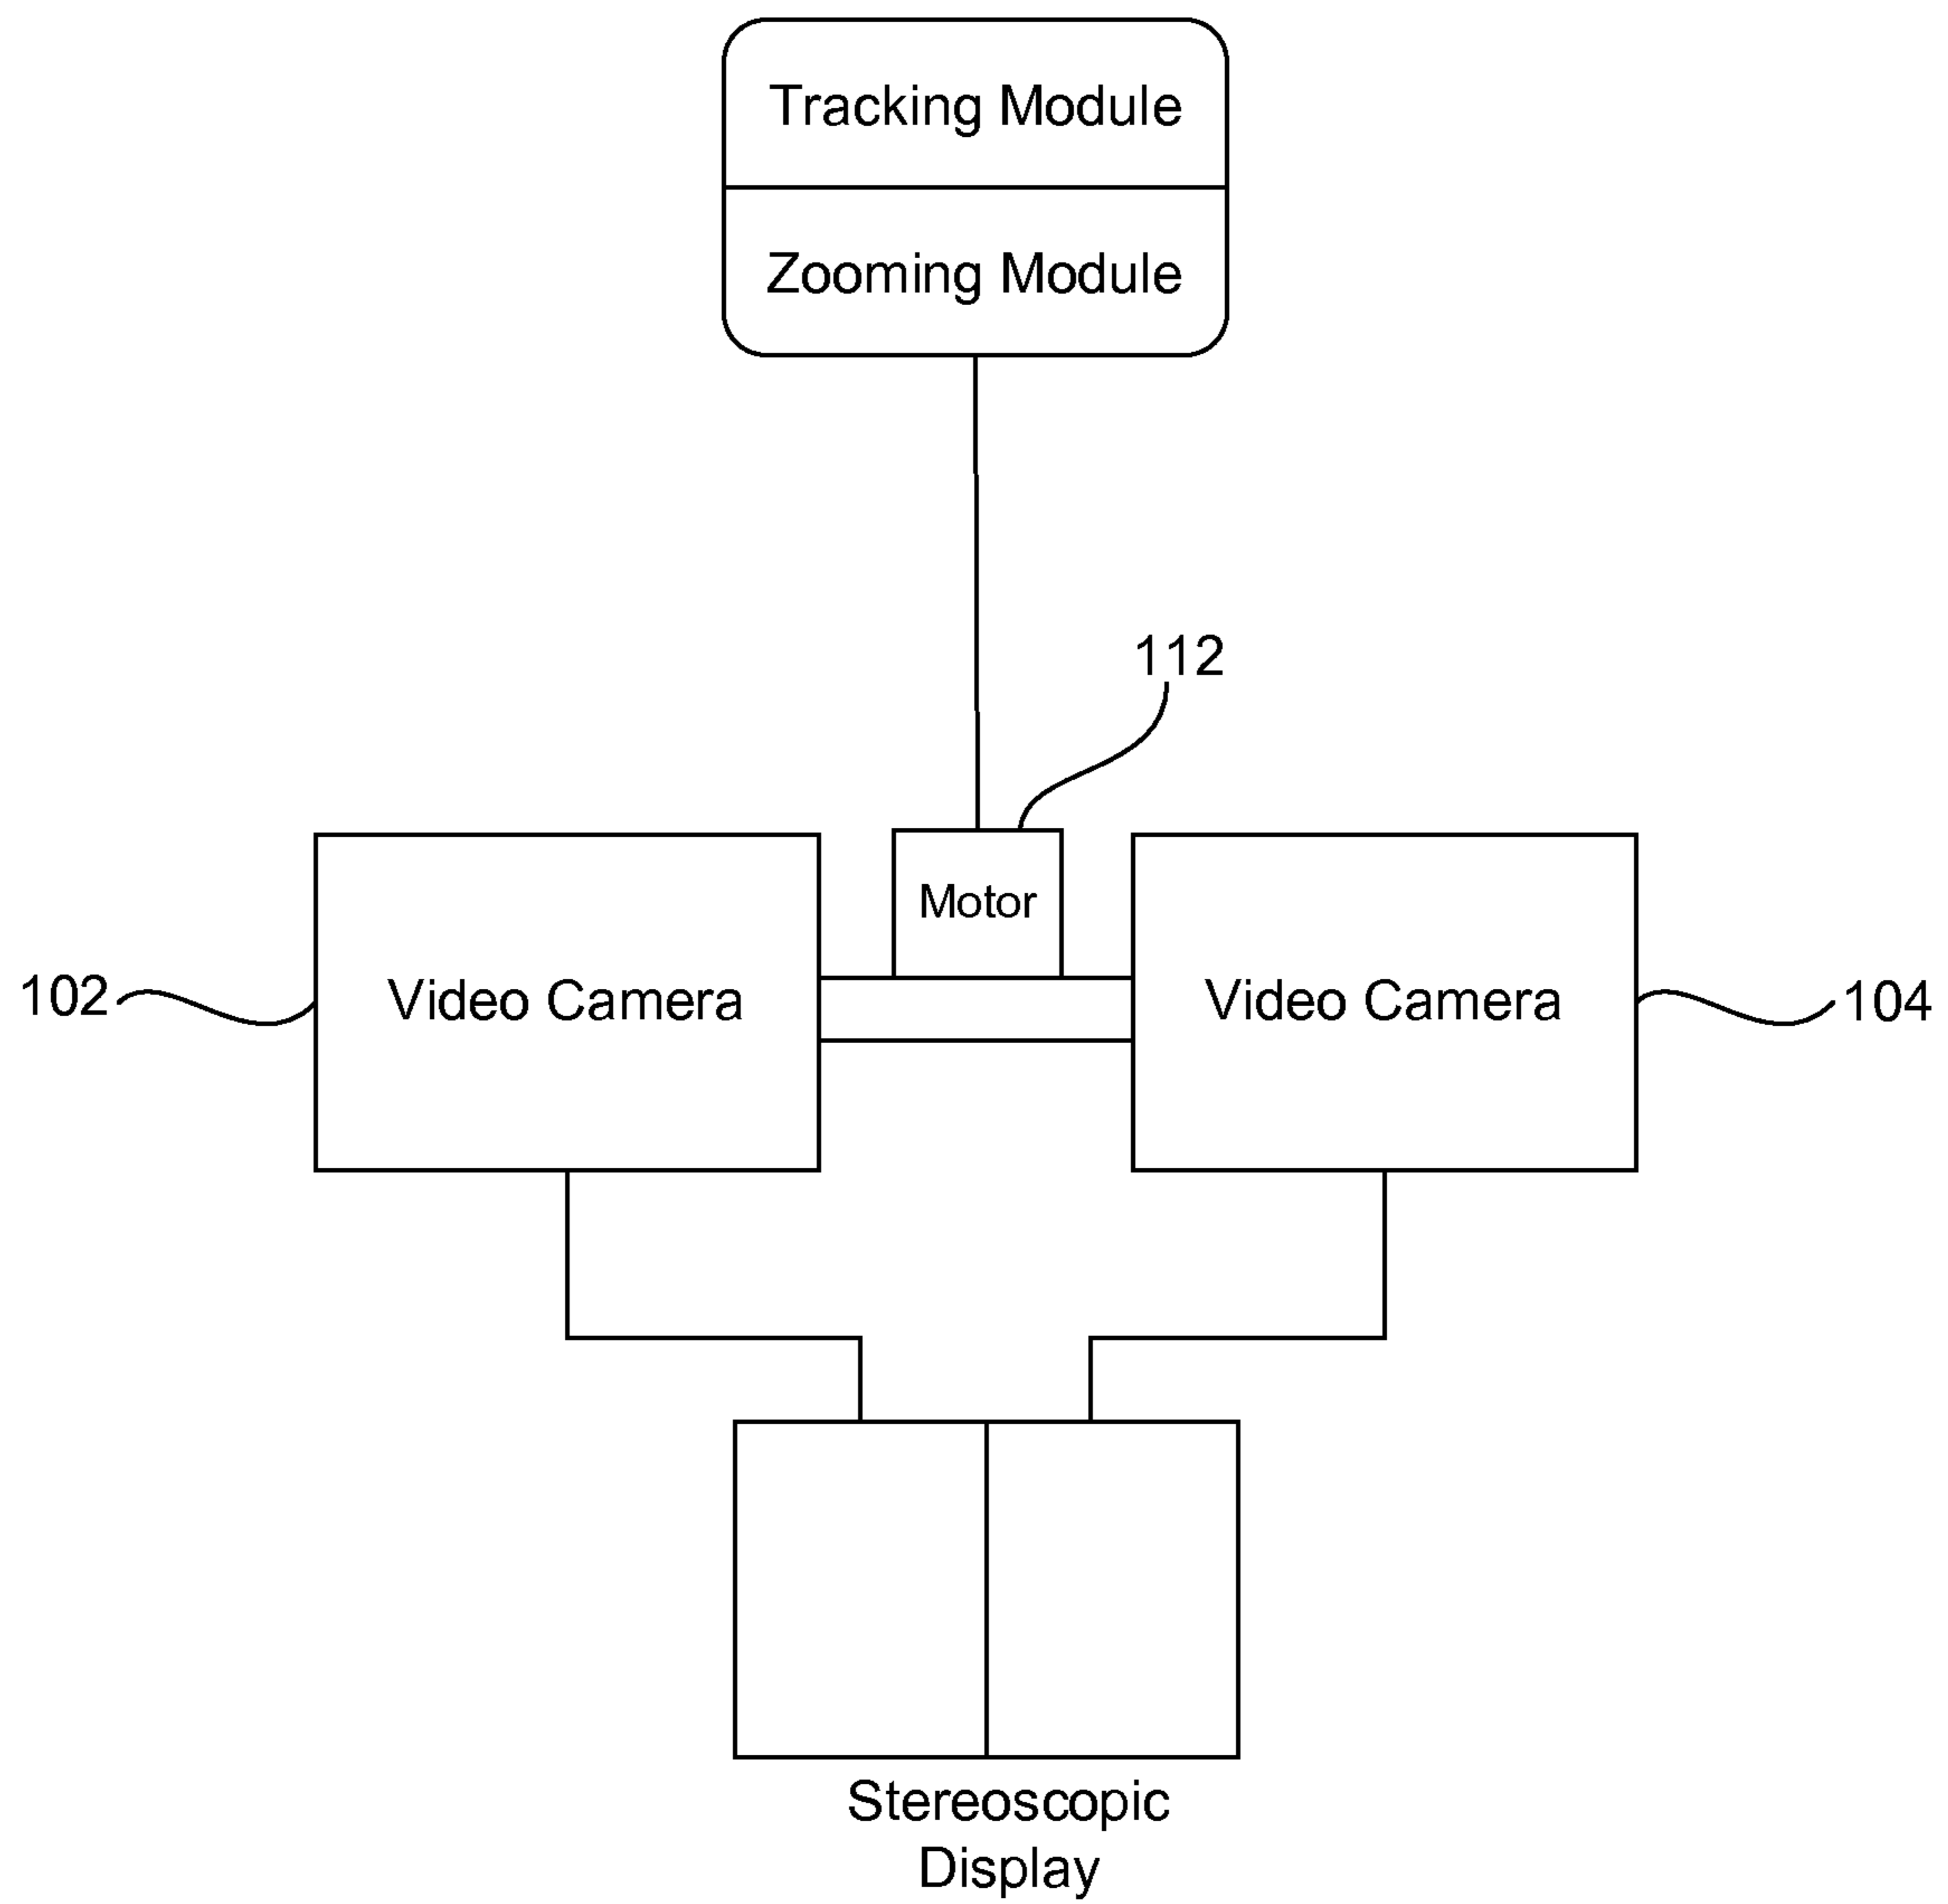 Tracking Module
Zooming Module
112
Motor
102
Video Camera
Video Camera
104
Stereoscopic
Display